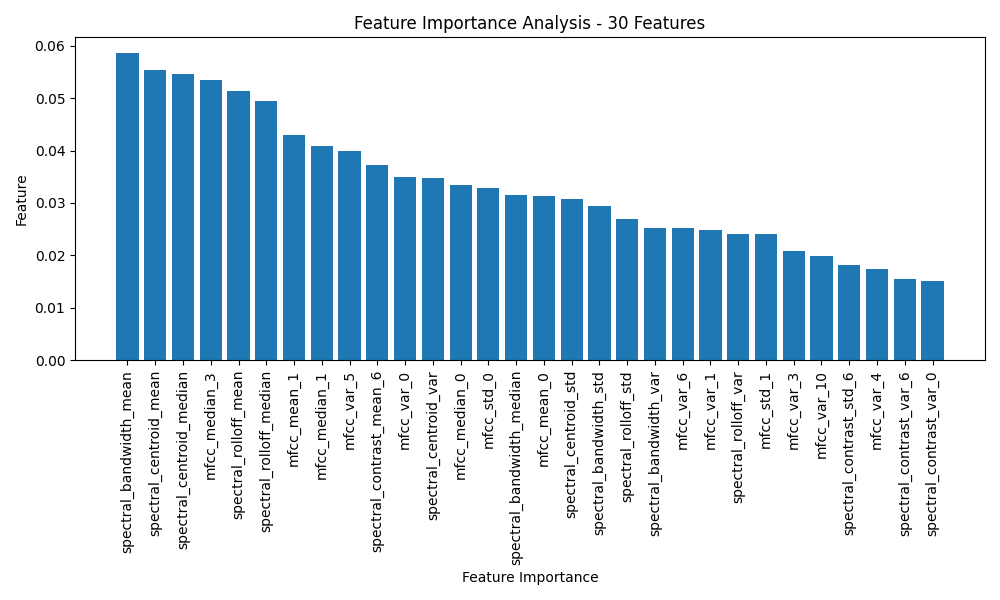 Feature Importance Analysis - 30 Features
Feature
0.06
0.05
0.04
0.03
0.02
0.01
0.00
spectral_bandwidth_mean
spectral_centroid_mean
spectral_centroid_median
mfcc_median_3
spectral_rolloff_mean
spectral_rolloff_median
mfcc_mean_1
mfcc_median_1
mfcc_var_5
spectral_contrast_mean_6
mfcc_var_0
spectral_centroid_var
mfcc_median_0
mfcc_std_0
spectral_bandwidth_median
mfcc_mean_0
spectral_centroid_std
spectral_bandwidth_std
spectral_rolloff_std
spectral_bandwidth_var
mfcc_var_6
mfcc_var_1
spectral_rolloff_var
mfcc_std_1
mfcc_var_3
mfcc_var_10
spectral_contrast_std_6
mfcc_var_4
spectral_contrast_var_6
spectral_contrast_var_0
Feature Importance